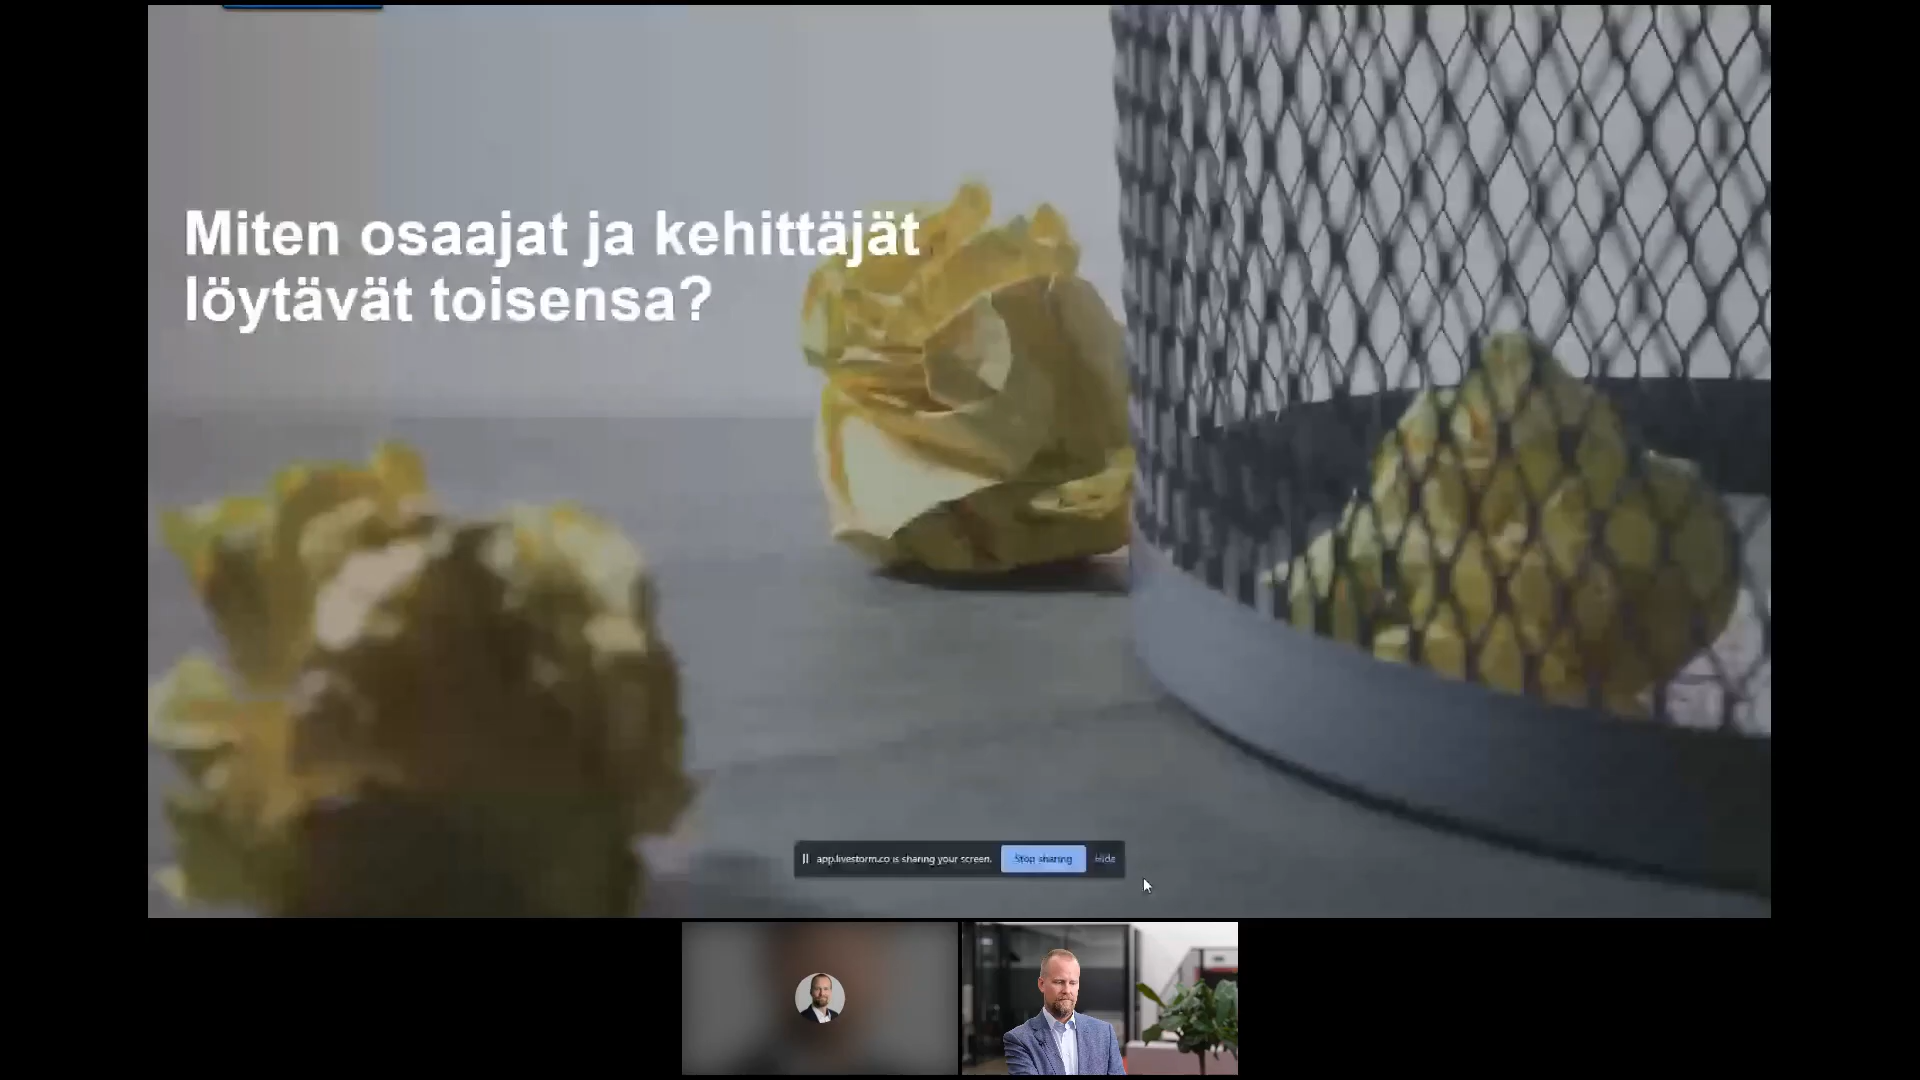 Miten osaajat ja kehittäjät
löytävät toisensa?
app.livestorm.co is sharing your screen.
Stop sharing
Hide